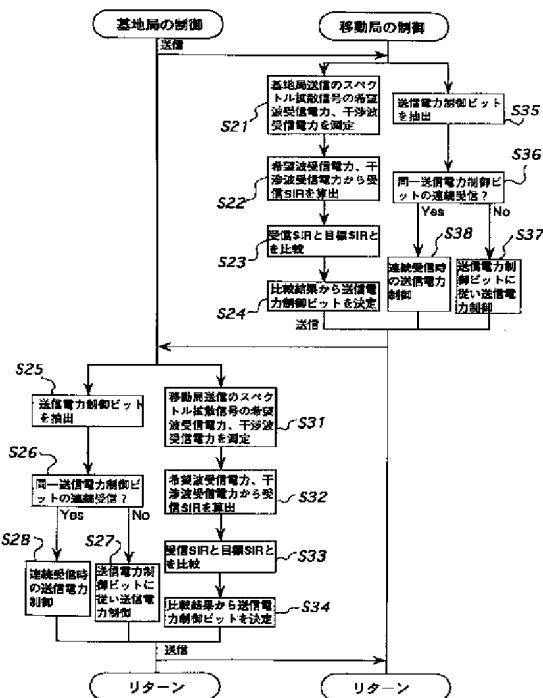 基地局の制御
移動局の制御
送信
基地局送信のスペク
トル拡散信号の希望
波受信電力、干渉波
受信電力を測定
S21
送信電力制御ビット
を抽出
S35
希望波受信電力、干
渉波受信電力から受
信SIRを算出
S22
同一送信電力制御ビ
ットの連続受信？
S36
Yes
No
受信SIRと目標SIRと
を比較
S23
S38
S37
連続受信時
の送信電力
制御
送信電力制
御ビットに
従い送信電
力制御
比較結果から送信電
力制御ビットを決定
S24
送信
S25
送信電力制御ビット
を抽出
移動局送信のスペク
トル拡散信号の希望
波受信電力、干渉波
受信電力を測定
S31
S26
同一送信電力制御ビ
ットの連続受信？
希望波受信電力、干
渉波受信電力から受
信SIRを算出
S32
Yes
No
S28
S27
連続受信時
の送信電力
制御
送信電力制
御ビットに
従い送信電
力制御
受信SIRと目標SIRと
を比較
S33
比較結果から送信電
力制御ビットを決定
S34
送信
リターン
リターン